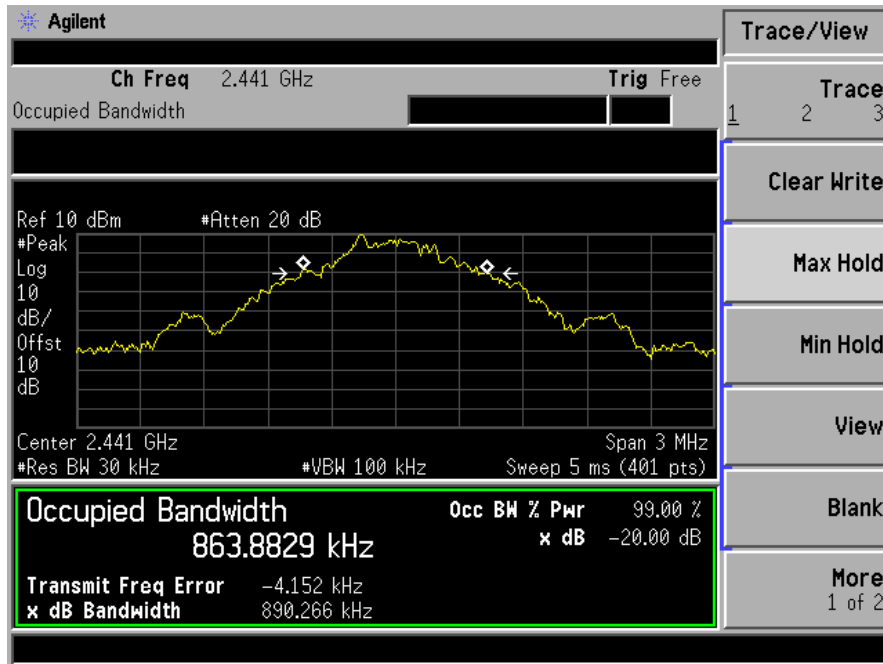 Agilent
Trace/View
Ch Freq 2.441 GHz Trig Free
Occupied Bandwidth
Trace
1 2 3
Clear Write
Ref 10 dBm #Atten 20 dB
#Peak
Log
10
dB/
Offst
10
dB
Max Hold
Min Hold
View
Center 2.441 GHz Span 3 MHz
#Res BW 30 kHz #VBW 100 kHz Sweep 5 ms (401 pts)
Occupied Bandwidth
863.8829 kHz
Occ BW % Pwr 99.00 %
x dB -20.00 dB
Transmit Freq Error -4.152 kHz
x dB Bandwidth 890.266 kHz
Blank
More
1 of 2